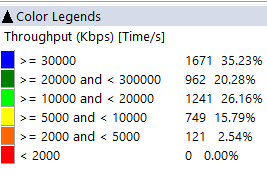 Color Legends
Throughput (Kbps) [Time/s]
>= 30000 1671 35.23%
>= 20000 and < 300000 962 20.28%
>= 10000 and < 20000 1241 26.16%
>= 5000 and < 10000 749 15.79%
>= 2000 and < 5000 121 2.54%
< 2000 0 0.00%